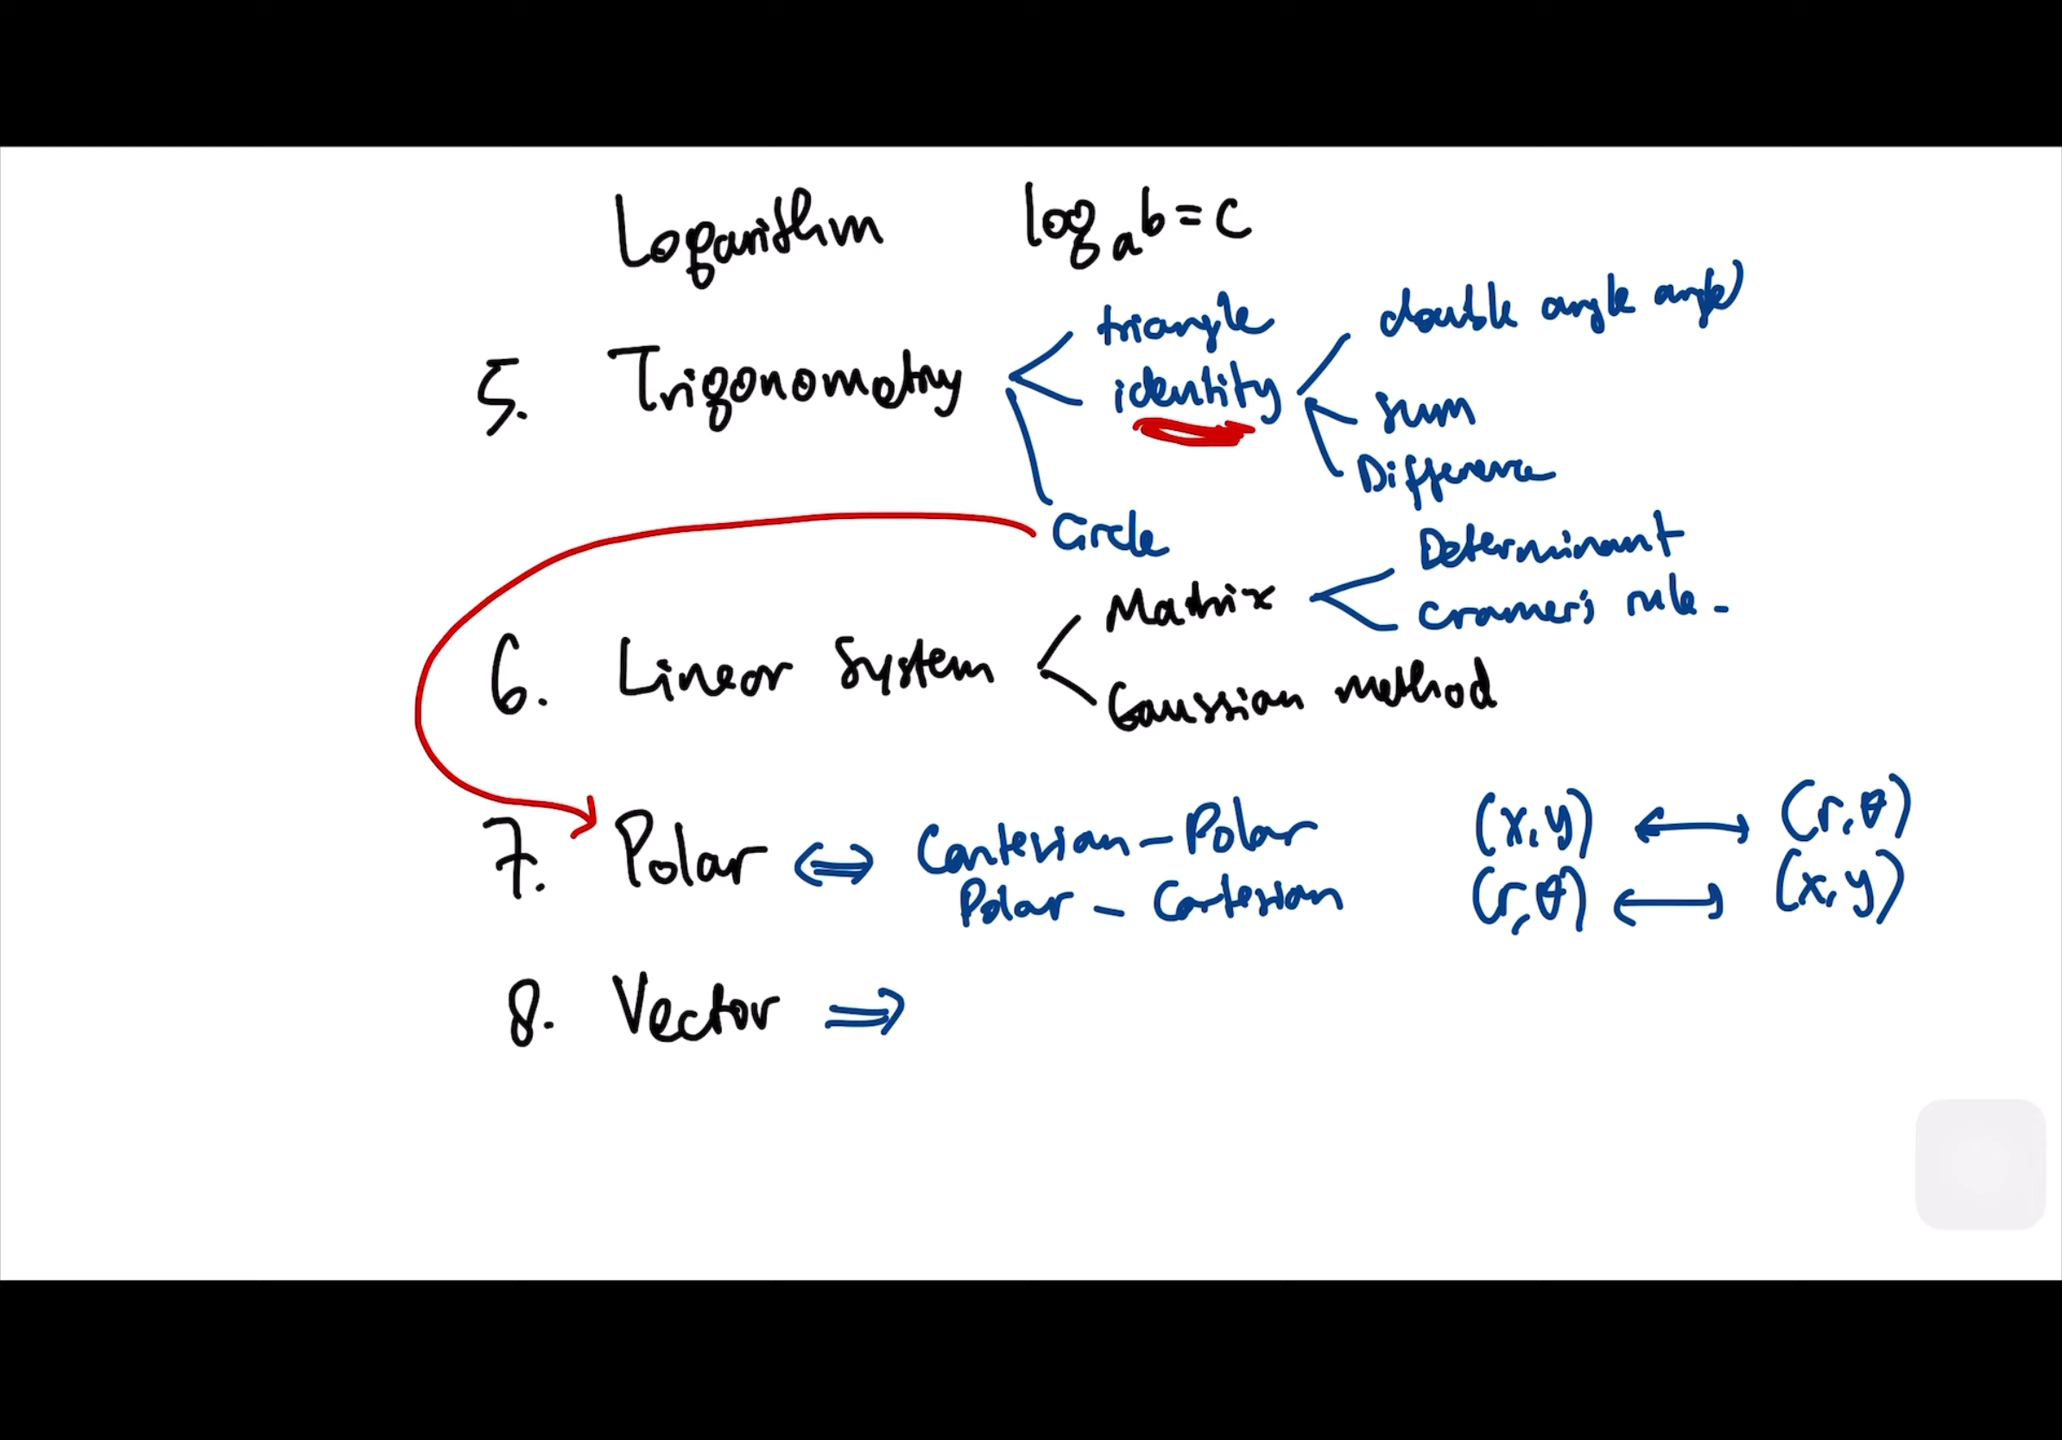 Logarithm log_a b = c
triangle double angle angle
5. Trigonometry identity sum
Difference
Circle
Matrix Determinant
Cramer's rule -
6. Linear System
Gaussian method
7. Polar ⇔ Cartesian - Polar (x, y) ↔ (r, θ)
Polar - Cartesian (r, θ) ↔ (x, y)
8. Vector ⇒